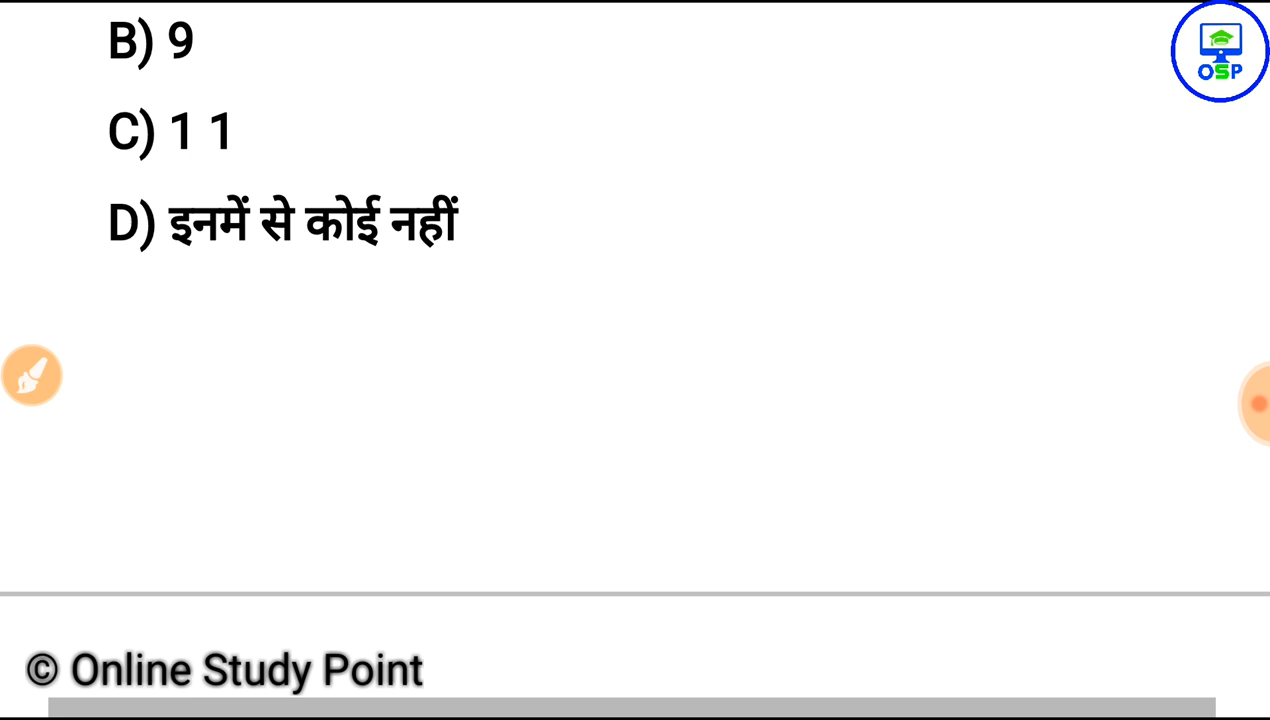 B) 9
OSP
C) 1 1
D) इनमें से कोई नहीं
© Online Study Point